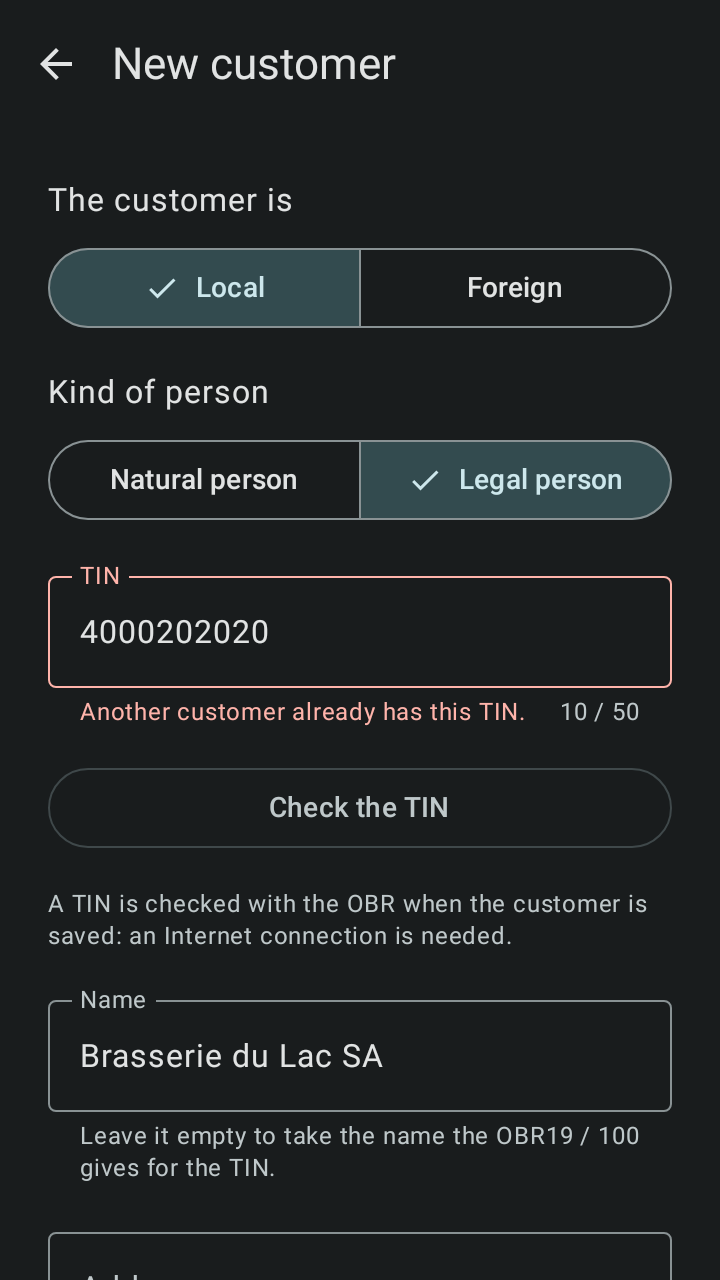 New customer
The customer is
Local
Foreign
Kind of person
Natural person
Legal person
TIN
4000202020
Another customer already has this TIN.
10 / 50
Check the TIN
A TIN is checked with the OBR when the customer is
saved: an Internet connection is needed.
Name
Brasserie du Lac SA
Leave it empty to take the name the OBR
19 / 100
gives for the TIN.